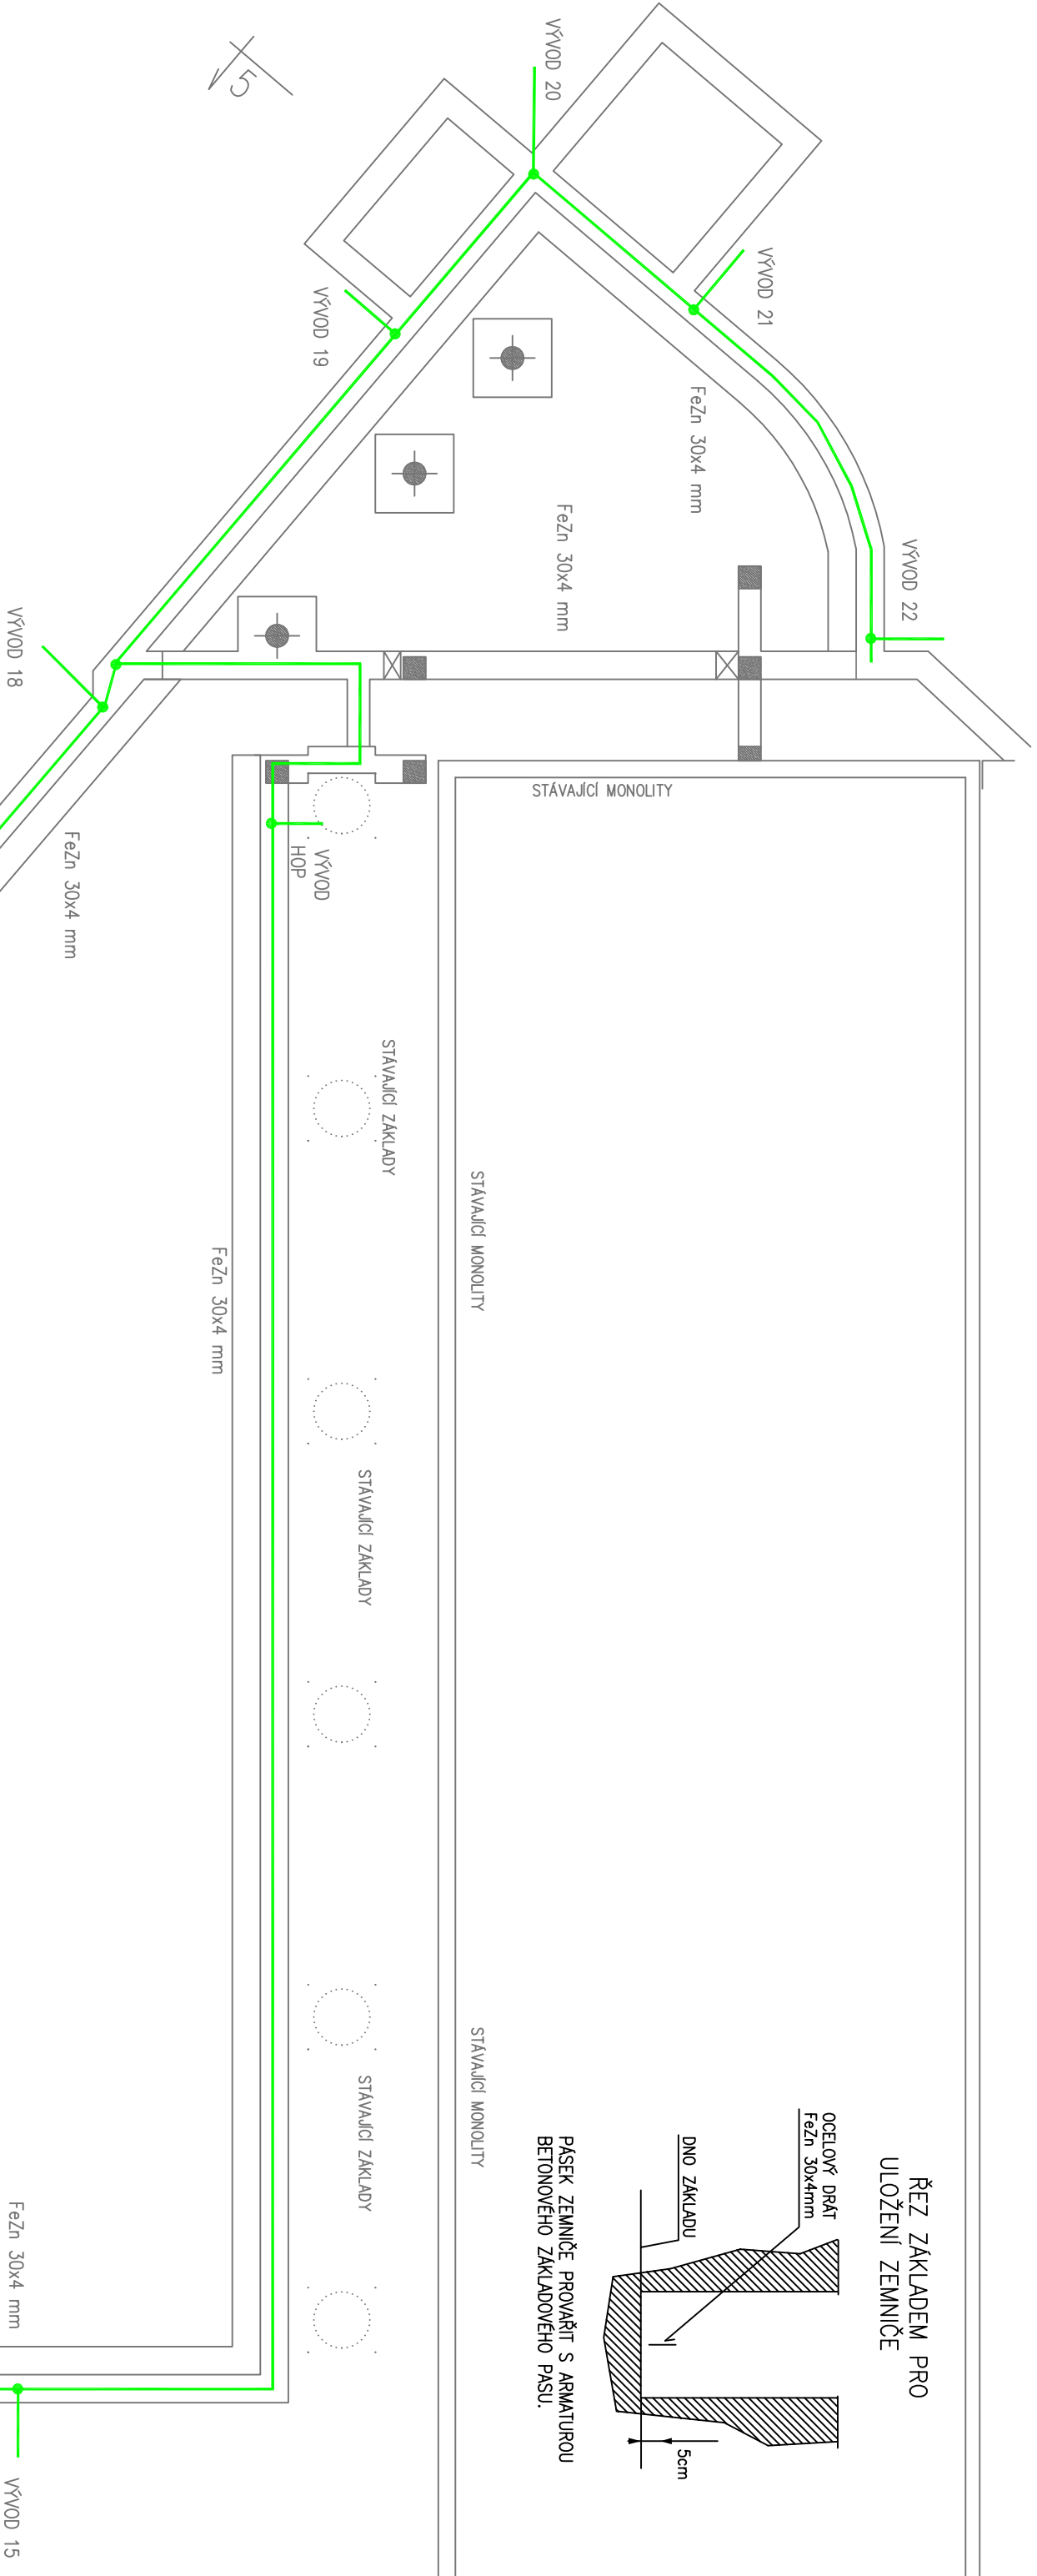 VÝVOD 20
5
VÝVOD 21
VÝVOD 19
FeZn 30x4 mm
FeZn 30x4 mm
VÝVOD 22
VÝVOD 18
STÁVAJÍCÍ MONOLITY
VÝVOD
HOP
FeZn 30x4 mm
STÁVAJÍCÍ ZÁKLADY
STÁVAJÍCÍ MONOLITY
FeZn 30x4 mm
STÁVAJÍCÍ ZÁKLADY
STÁVAJÍCÍ MONOLITY
STÁVAJÍCÍ ZÁKLADY
ŘEZ ZÁKLADEM PRO
ULOŽENÍ ZEMNIČE
OCELOVÝ DRÁT
FeZn 30x4mm
DNO ZÁKLADU
5cm
PÁSEK ZEMNIČE PROVAŘIT S ARMATUROU
BETONOVÉHO ZÁKLADOVÉHO PASU.
FeZn 30x4 mm
VÝVOD 15